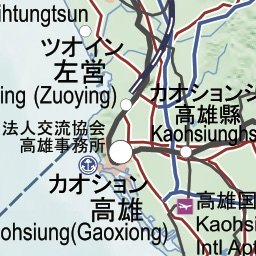 ihtungtsun
ツオイン
左営
ing (Zuoying)
カオションシ
高雄縣
Kaohsiunghs
法人交流協会
高雄事務所
カオション
高雄
ohsiung(Gaoxiong)
高雄国
Kaohsiu
Intl Apt